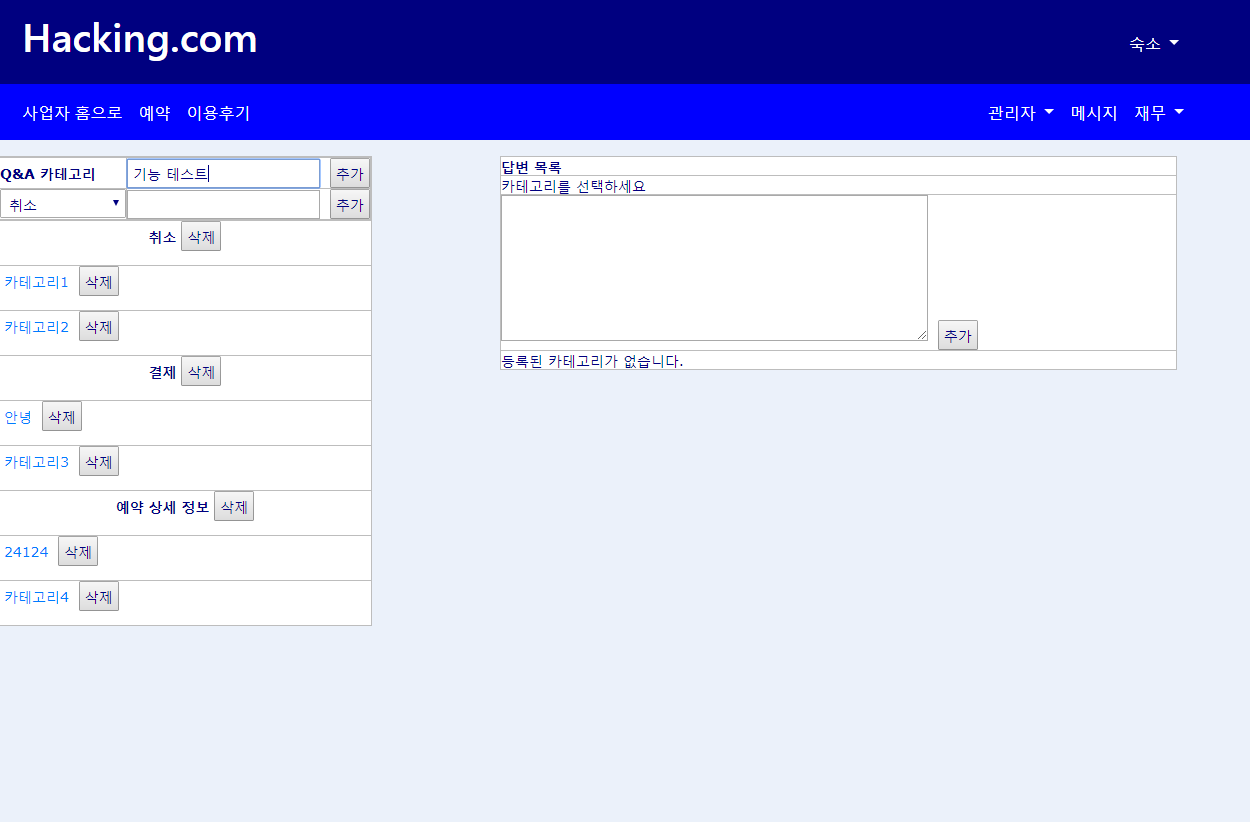 Hacking.com
숙소
사업자 홈으로 예약 이용후기
관리자 메시지 재무
Q&A 카테고리 기능 테스트 추가
취소 추가
취소 삭제
카테고리1 삭제
카테고리2 삭제
결제 삭제
안녕 삭제
카테고리3 삭제
예약 상세 정보 삭제
24124 삭제
카테고리4 삭제
답변 목록
카테고리를 선택하세요
추가
등록된 카테고리가 없습니다.